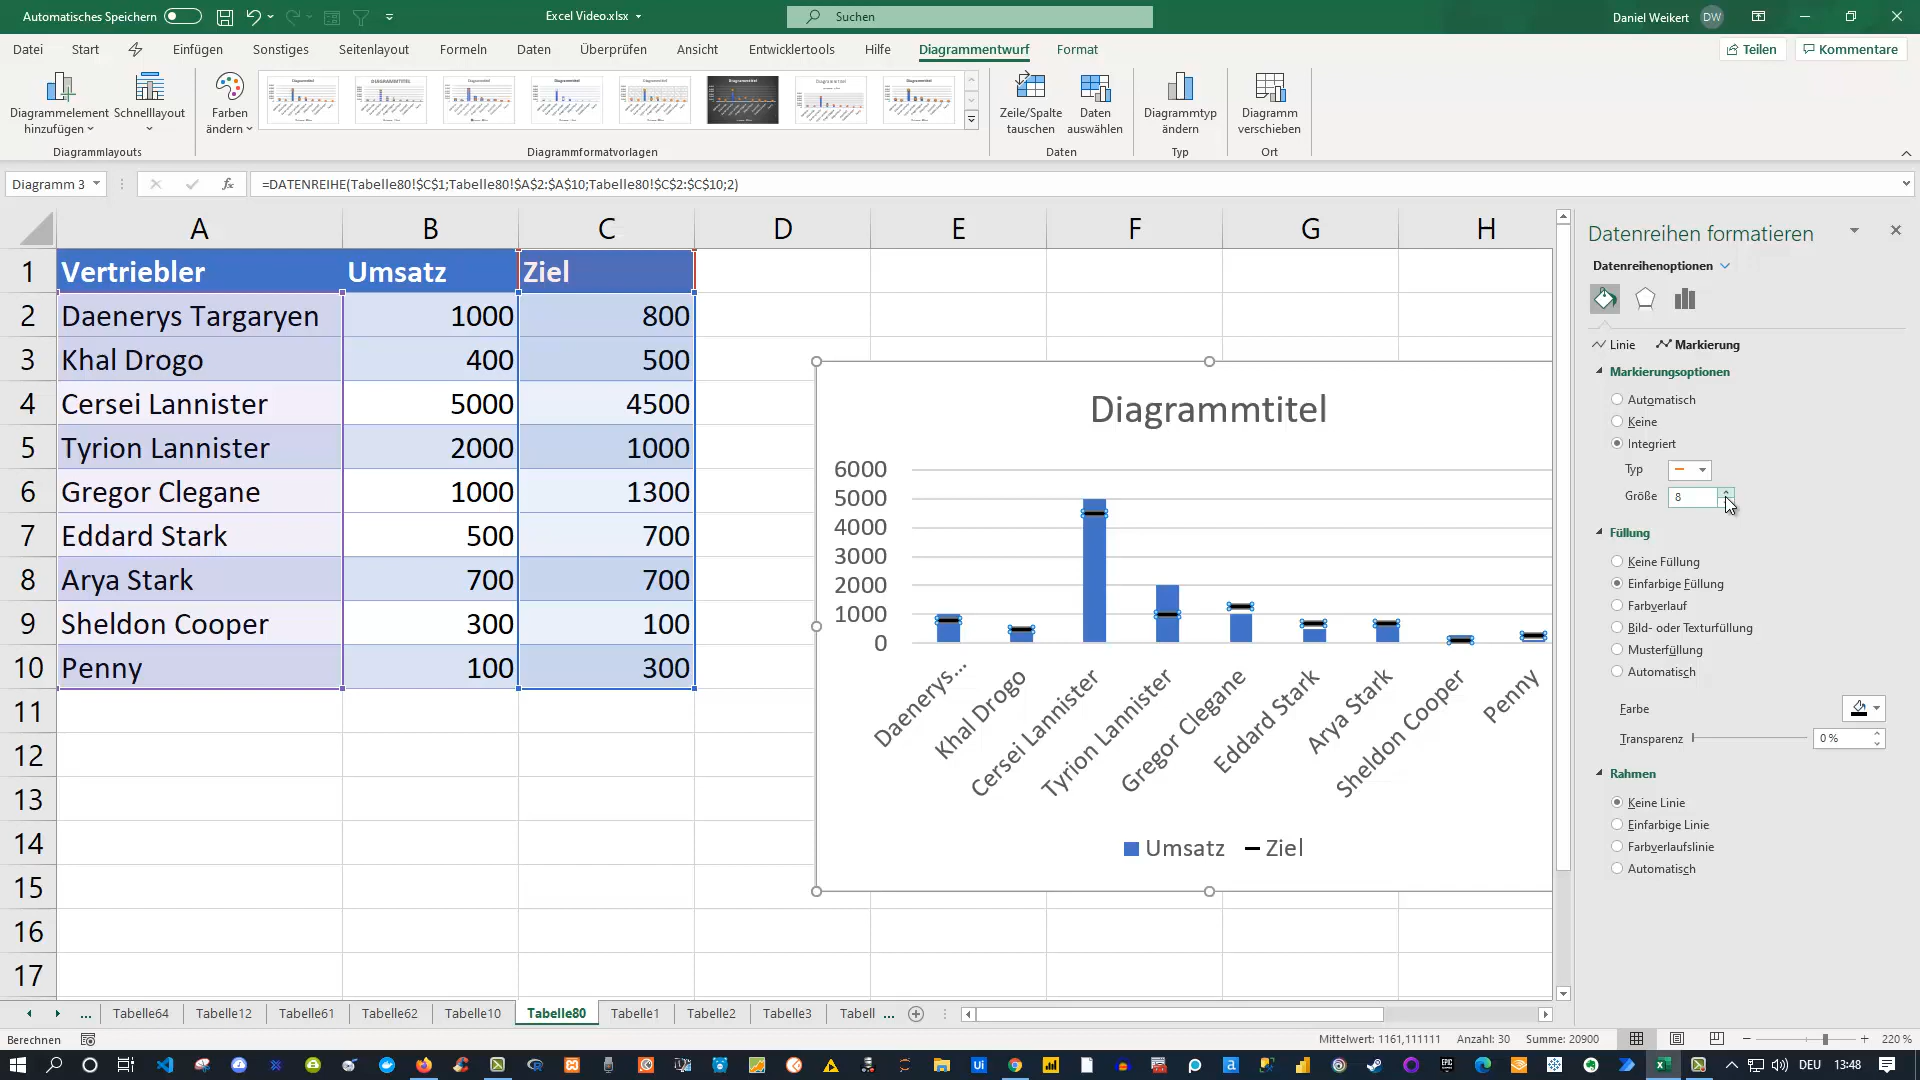 Automatisches Speichern
Excel Video.xlsx
Suchen
Daniel Weikert
DW
Datei Start Einfügen Sonstiges Seitenlayout Formeln Daten Überprüfen Ansicht Entwicklertools Hilfe Diagrammentwurf Format
Teilen
Kommentare
Diagrammelement hinzufügen
Schnelllayout
Farben ändern
Zeile/Spalte tauschen
Daten auswählen
Diagrammtyp ändern
Diagramm verschieben
Diagrammlayouts
Diagrammformatvorlagen
Daten
Typ
Ort
Diagramm 3
fx
=DATENREIHE(Tabelle80!$C$1;Tabelle80!$A$2:$A$10;Tabelle80!$C$2:$C$10;2)
A B C D E F G H
1 Vertriebler Umsatz Ziel
2 Daenerys Targaryen 1000 800
3 Khal Drogo 400 500
4 Cersei Lannister 5000 4500
5 Tyrion Lannister 2000 1000
6 Gregor Clegane 1000 1300
7 Eddard Stark 500 700
8 Arya Stark 700 700
9 Sheldon Cooper 300 100
10 Penny 100 300
11
12
13
14
15
16
17
Diagrammtitel
6000
5000
4000
3000
2000
1000
0
Daenerys...
Khal Drogo
Cersei Lannister
Tyrion Lannister
Gregor Clegane
Eddard Stark
Arya Stark
Sheldon Cooper
Penny
Umsatz Ziel
Datenreihen formatieren
Datenreihenoptionen
Linie Markierung
Markierungsoptionen
Automatisch
Keine
Integriert
Typ
Größe 8
Füllung
Keine Füllung
Einfarbige Füllung
Farbverlauf
Bild- oder Texturfüllung
Musterfüllung
Automatisch
Farbe
Transparenz 0 %
Rahmen
Keine Linie
Einfarbige Linie
Farbverlaufslinie
Automatisch
... Tabelle64 Tabelle12 Tabelle61 Tabelle62 Tabelle10 Tabelle80 Tabelle1 Tabelle2 Tabelle3 Tabell ...
Berechnen
Mittelwert: 1161,111111 Anzahl: 30 Summe: 20900
220 %
DEU 13:48